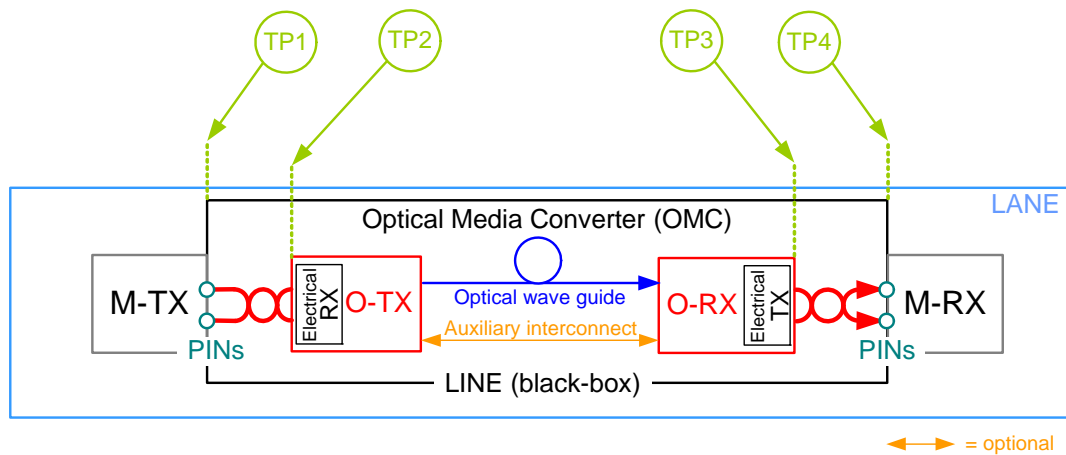 TP1
TP2
TP3
TP4
LANE
Optical Media Converter (OMC)
M-TX
PINs
Electrical
RX
O-TX
Optical wave guide
Auxiliary interconnect
O-RX
Electrical
TX
M-RX
PINs
LINE (black-box)
= optional